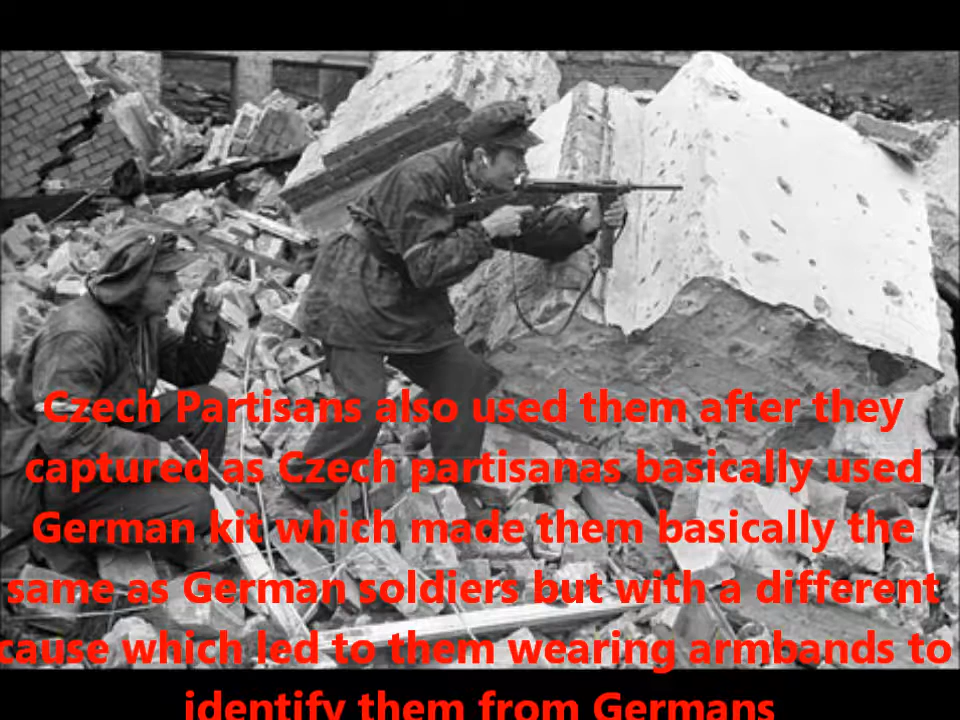 Czech Partisans also used them after they
captured as Czech partisanas basically used
German kit which made them basically the
same as German soldiers but with a different
cause which led to them wearing armbands to
identify them from Germans